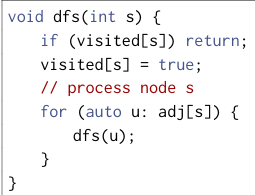 void dfs(int s) {
    if (visited[s]) return;
    visited[s] = true;
    // process node s
    for (auto u: adj[s]) {
        dfs(u);
    }
}